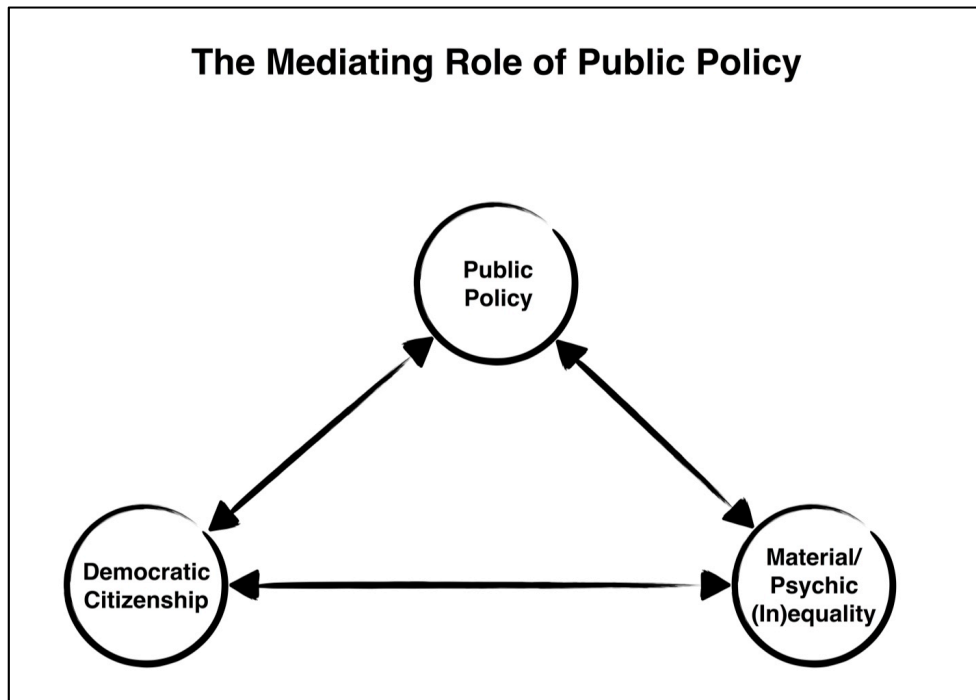 The Mediating Role of Public Policy
Public
Policy
Democratic
Citizenship
Material/
Psychic
(In)equality